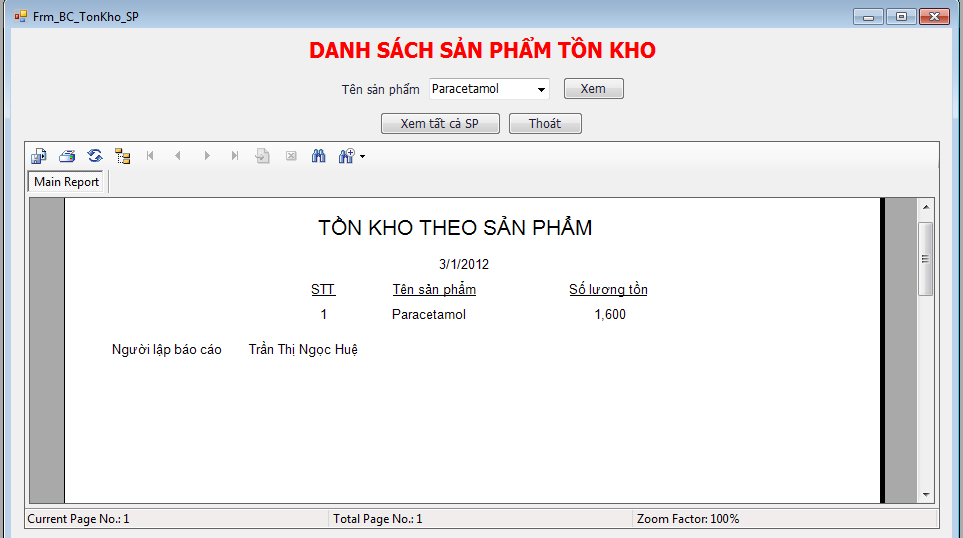 Frm_BC_TonKho_SP
DANH SÁCH SẢN PHẨM TỒN KHO
Tên sản phẩm Paracetamol Xem
Xem tất cả SP Thoát
Main Report
TỒN KHO THEO SẢN PHẨM
3/1/2012
STT Tên sản phẩm Số lương tồn
1 Paracetamol 1,600
Người lập báo cáo Trần Thị Ngọc Huệ
Current Page No.: 1 Total Page No.: 1 Zoom Factor: 100%